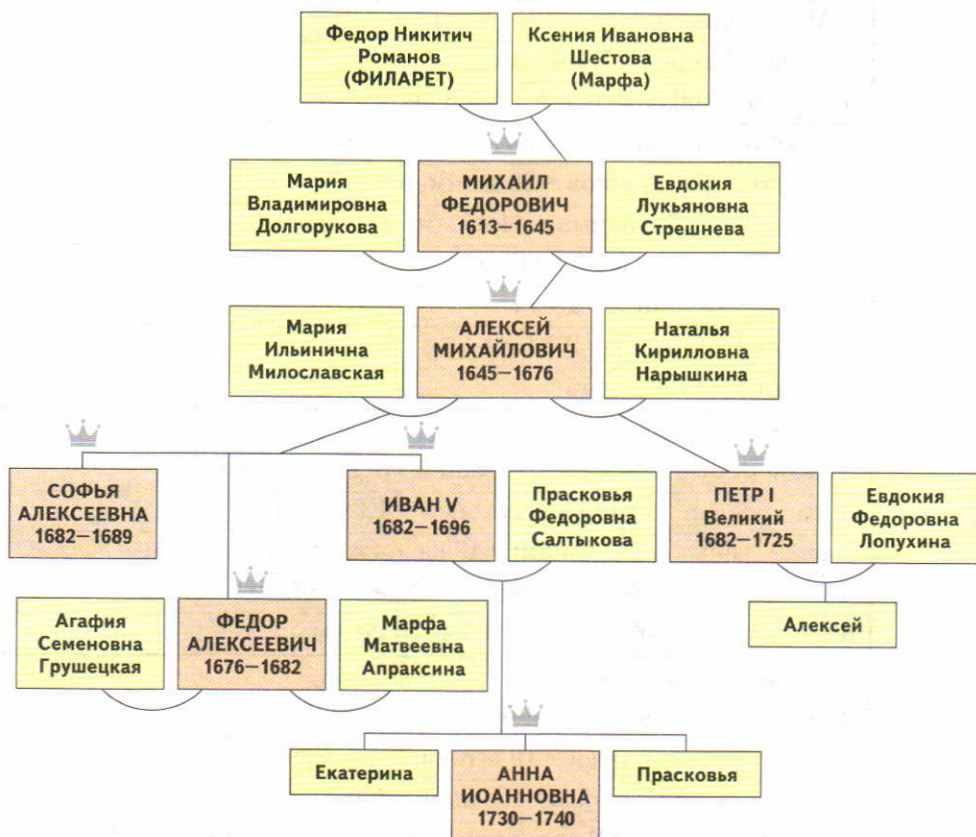 Федор Никитич
Романов
(ФИЛАРЕТ)
Ксения Ивановна
Шестова
(Марфа)
Мария
Владимировна
Долгорукова
МИХАИЛ
ФЕДОРОВИЧ
1613–1645
Евдокия
Лукьяновна
Стрешнева
Мария
Ильинична
Милославская
АЛЕКСЕЙ
МИХАЙЛОВИЧ
1645–1676
Наталья
Кирилловна
Нарышкина
СОФЬЯ
АЛЕКСЕЕВНА
1682–1689
ИВАН V
1682–1696
Прасковья
Федоровна
Салтыкова
ПЕТР I
Великий
1682–1725
Евдокия
Федоровна
Лопухина
Агафия
Семеновна
Грушецкая
ФЕДОР
АЛЕКСЕЕВИЧ
1676–1682
Марфа
Матвеевна
Апраксина
Алексей
Екатерина
АННА
ИОАННОВНА
1730–1740
Прасковья